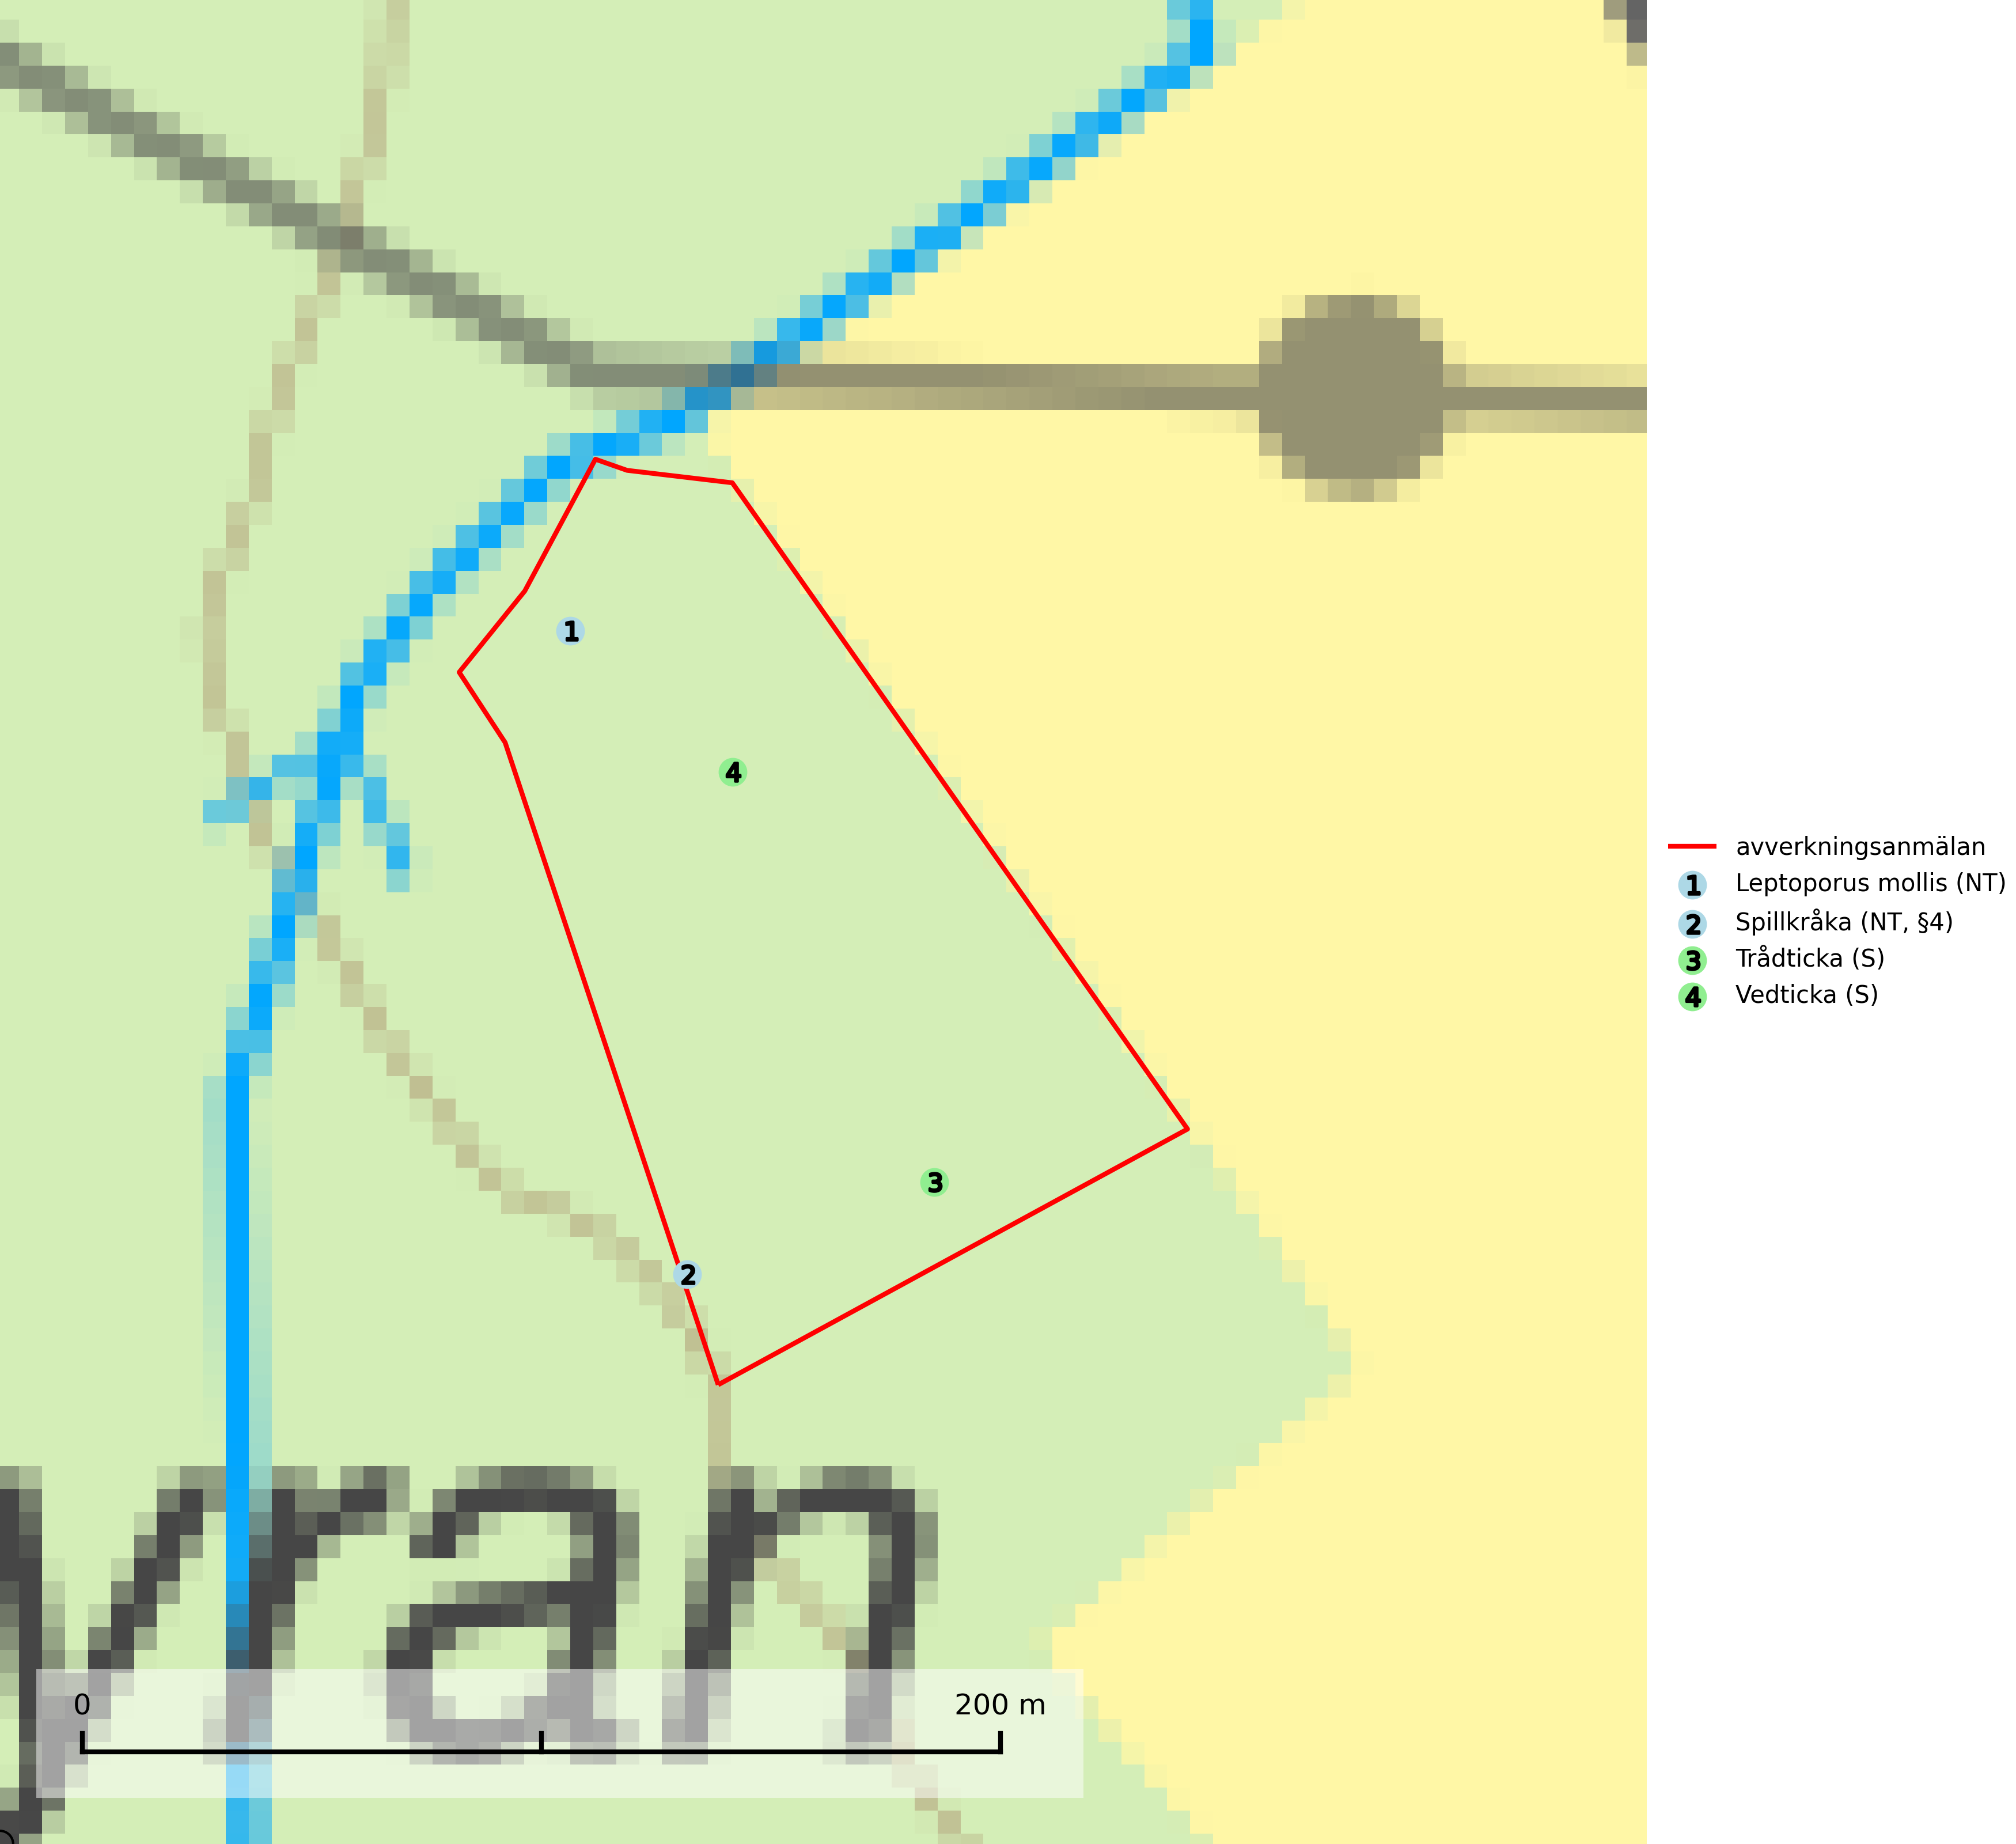 1
4
3
2
ran
0 200 m
avverkningsanmälan
1 Leptoporus mollis (NT)
2 Spillkråka (NT, §4)
3 Trådticka (S)
4 Vedticka (S)